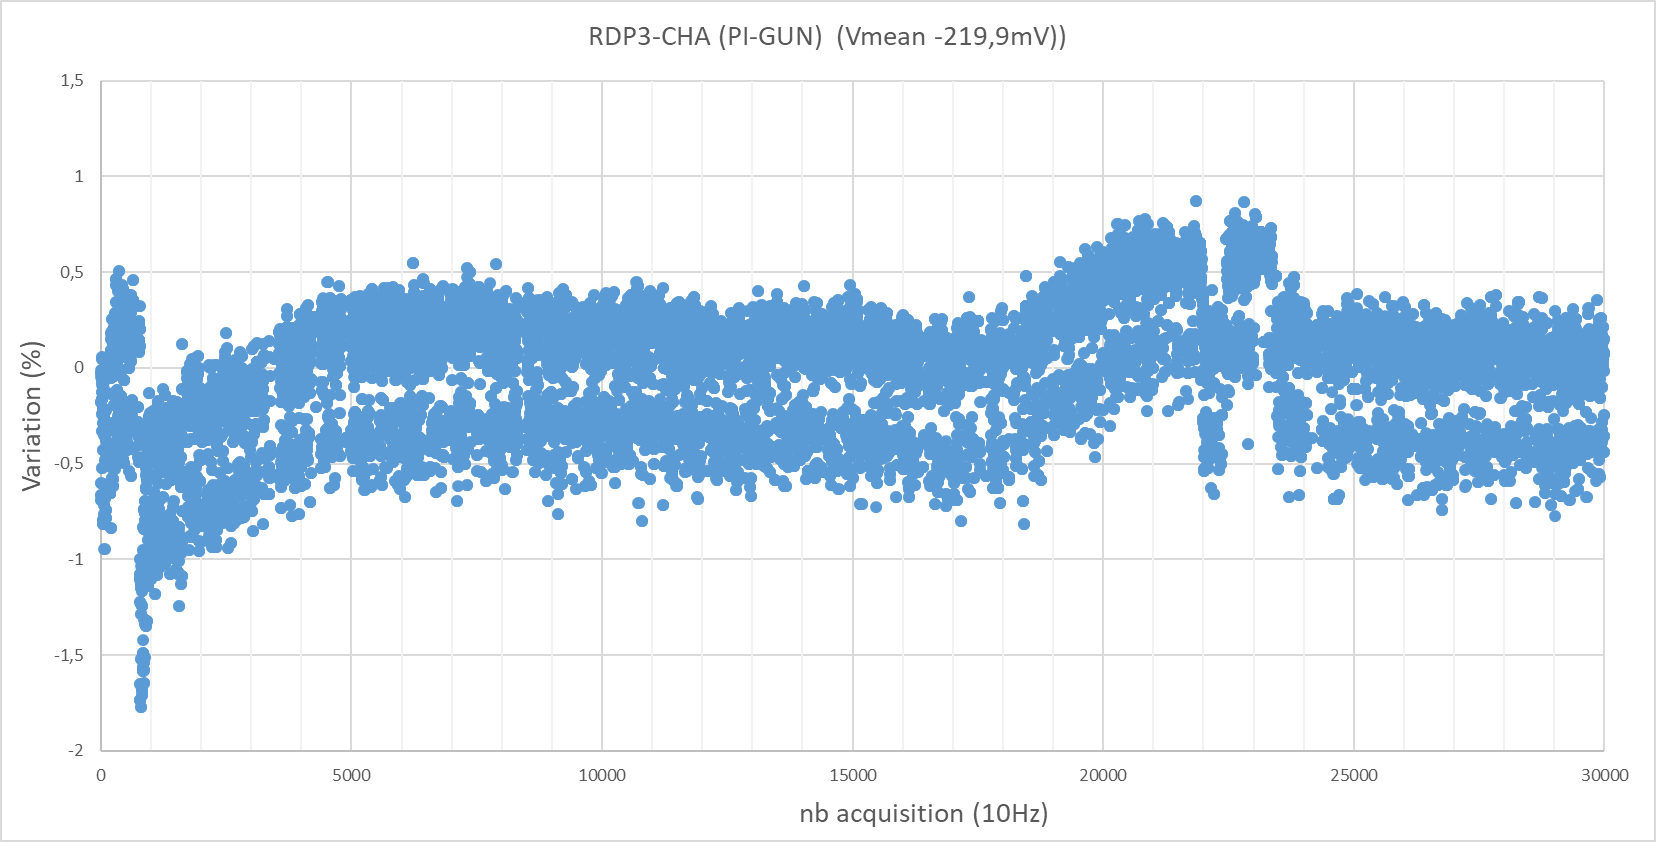 RDP3-CHA (PI-GUN)  (Vmean -219,9mV))
1,5
1
0,5
0
-0,5
-1
-1,5
-2
Variation (%)
0 5000 10000 15000 20000 25000 30000
nb acquisition (10Hz)